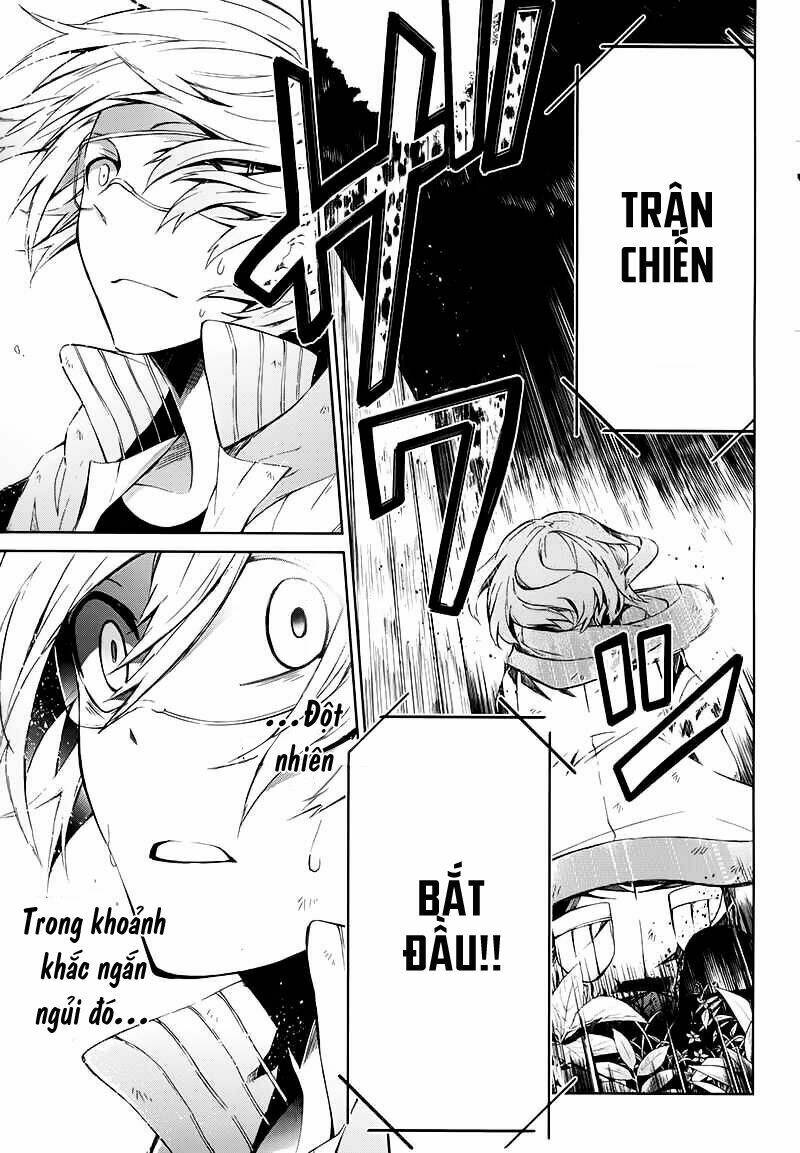 TRẬN
CHIẾN
BẮT
ĐẦU!!
...Đột
nhiên
Trong khoảnh
khắc ngắn
ngủi đó...